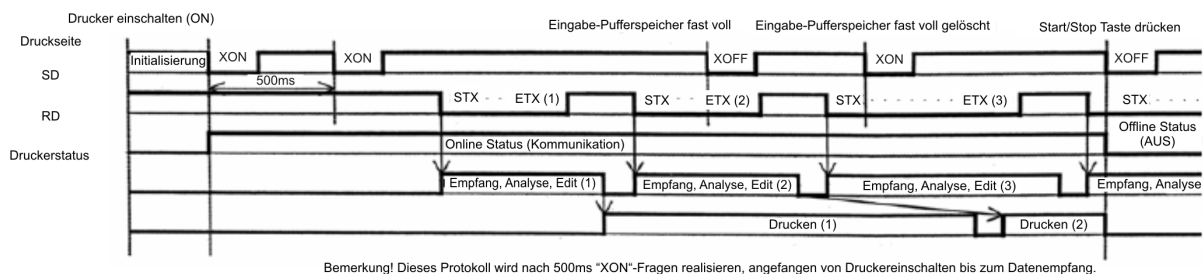 Drucker einschalten (ON)
Eingabe-Pufferspeicher fast voll
Eingabe-Pufferspeicher fast voll gelöscht
Start/Stop Taste drücken
Druckseite
Initialisierung
XON
XON
XOFF
XON
XOFF
SD
500ms
STX - - ETX (1)
STX - - ETX (2)
STX - - - - - - - - ETX (3)
STX - - - -
RD
Online Status (Kommunikation)
Offline Status
(AUS)
Druckerstatus
Empfang, Analyse, Edit (1)
Empfang, Analyse, Edit (2)
Empfang, Analyse, Edit (3)
Empfang, Analyse
Drucken (1)
Drucken (2)
Bemerkung! Dieses Protokoll wird nach 500ms “XON“-Fragen realisieren, angefangen von Druckereinschalten bis zum Datenempfang.